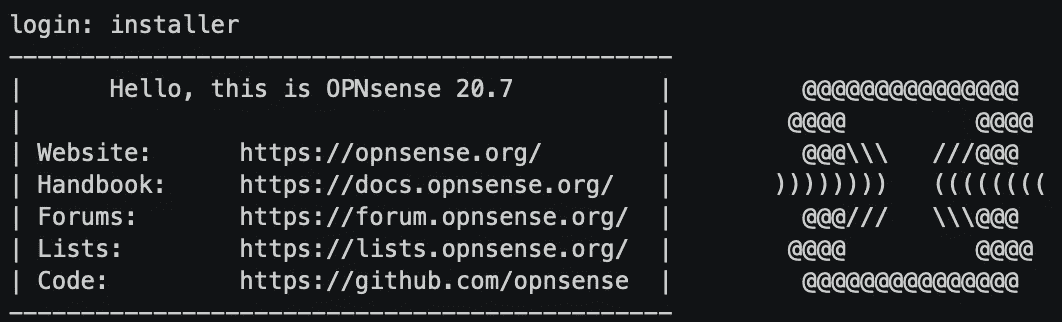 login: installer
----------------------------------------------
|      Hello, this is OPNsense 20.7          |         @@@@@@@@@@@@@@@
|                                            |        @@@@         @@@@
| Website:      https://opnsense.org/        |         @@@\\\   ///@@@
| Handbook:     https://docs.opnsense.org/   |       ))))))))   ((((((((
| Forums:       https://forum.opnsense.org/  |         @@@///   \\\@@@
| Lists:        https://lists.opnsense.org/  |        @@@@         @@@@
| Code:         https://github.com/opnsense  |         @@@@@@@@@@@@@@@
----------------------------------------------